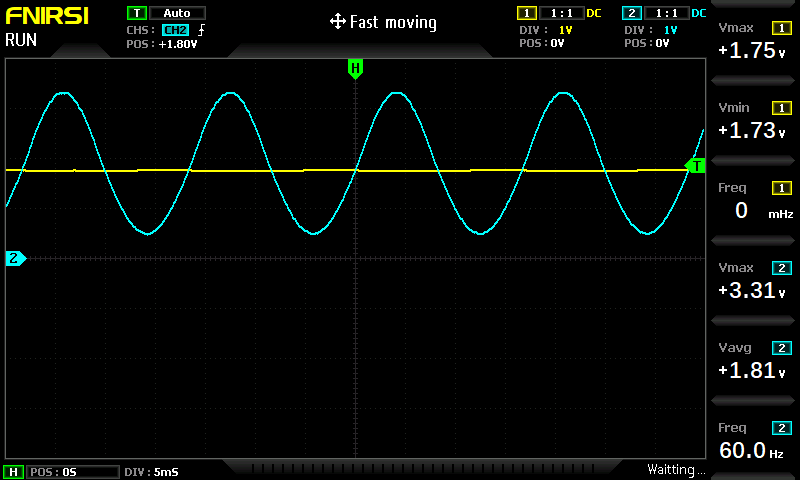 FNIRSI
RUN
T Auto
CHS: CH2
POS: +1.80V
Fast moving
1 1:1 DC
DIV: 1V
POS: 0V
2 1:1 DC
DIV: 1V
POS: 0V
H
T
2
Vmax 1
+1.75V
Vmin 1
+1.73V
Freq 1
0 mHz
Vmax 2
+3.31V
Vavg 2
+1.81V
Freq 2
60.0 Hz
H POS: 0S DIV: 5mS
Waitting...